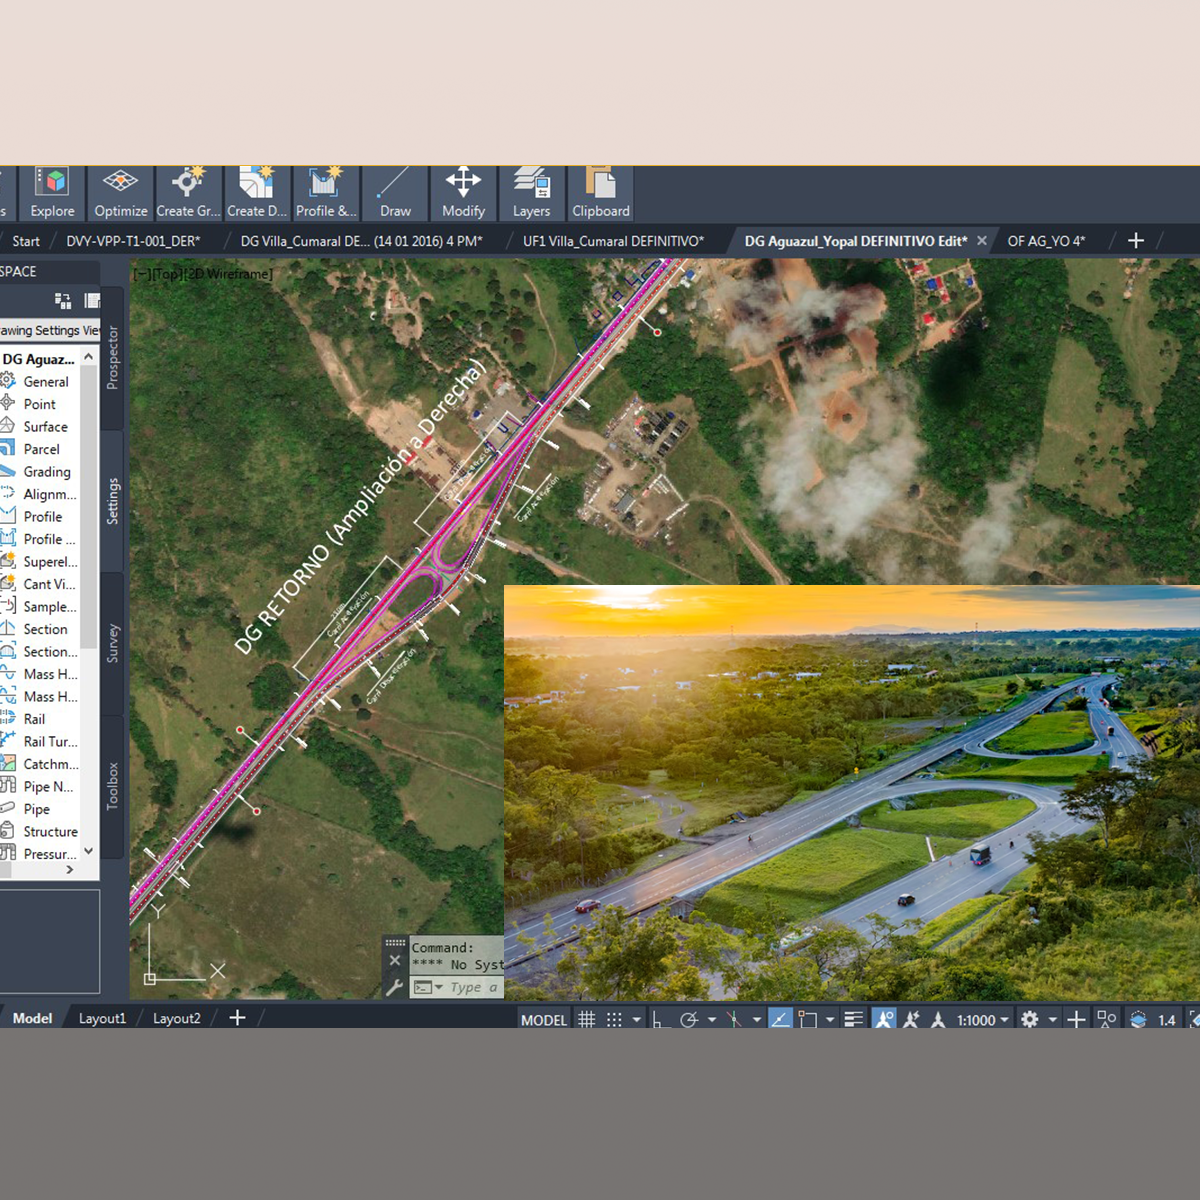 s
Explore
Optimize
Create Gr...
Create D...
Profile &...
Draw
Modify
Layers
Clipboard
Start
DVY-VPP-T1-001_DER*
DG Villa_Cumaral DE... (14 01 2016) 4 PM*
UF1 Villa_Cumaral DEFINITIVO*
DG Aguazul_Yopal DEFINITIVO Edit*
OF AG_YO 4*
SPACE
[−][Top][2D Wireframe]
awing Settings View
DG Aguaz...
General
Point
Surface
Parcel
Grading
Alignm...
Profile
Profile ...
Superel...
Cant Vi...
Sample...
Section
Section...
Mass H...
Mass H...
Rail
Rail Tur...
Catchm...
Pipe N...
Pipe
Structure
Pressur...
Prospector
Settings
Survey
Toolbox
DG RETORNO (Ampliación a Derecha)
Y
X
Command:
**** No Syst
Type a
Model
Layout1
Layout2
MODEL
1:1000
1.4